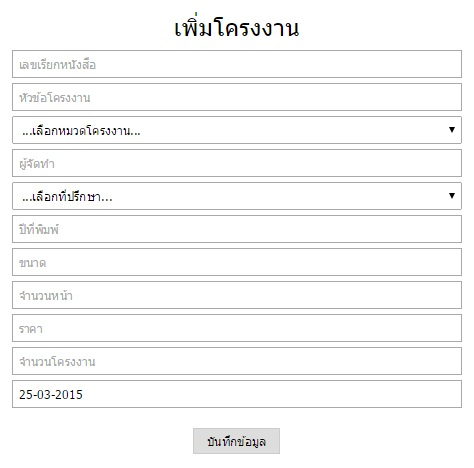 เพิ่มโครงงาน
เลขเรียกหนังสือ
หัวข้อโครงงาน
...เลือกหมวดโครงงาน...
ผู้จัดทำ
...เลือกที่ปรึกษา...
ปีที่พิมพ์
ขนาด
จำนวนหน้า
ราคา
จำนวนโครงงาน
25-03-2015
บันทึกข้อมูล